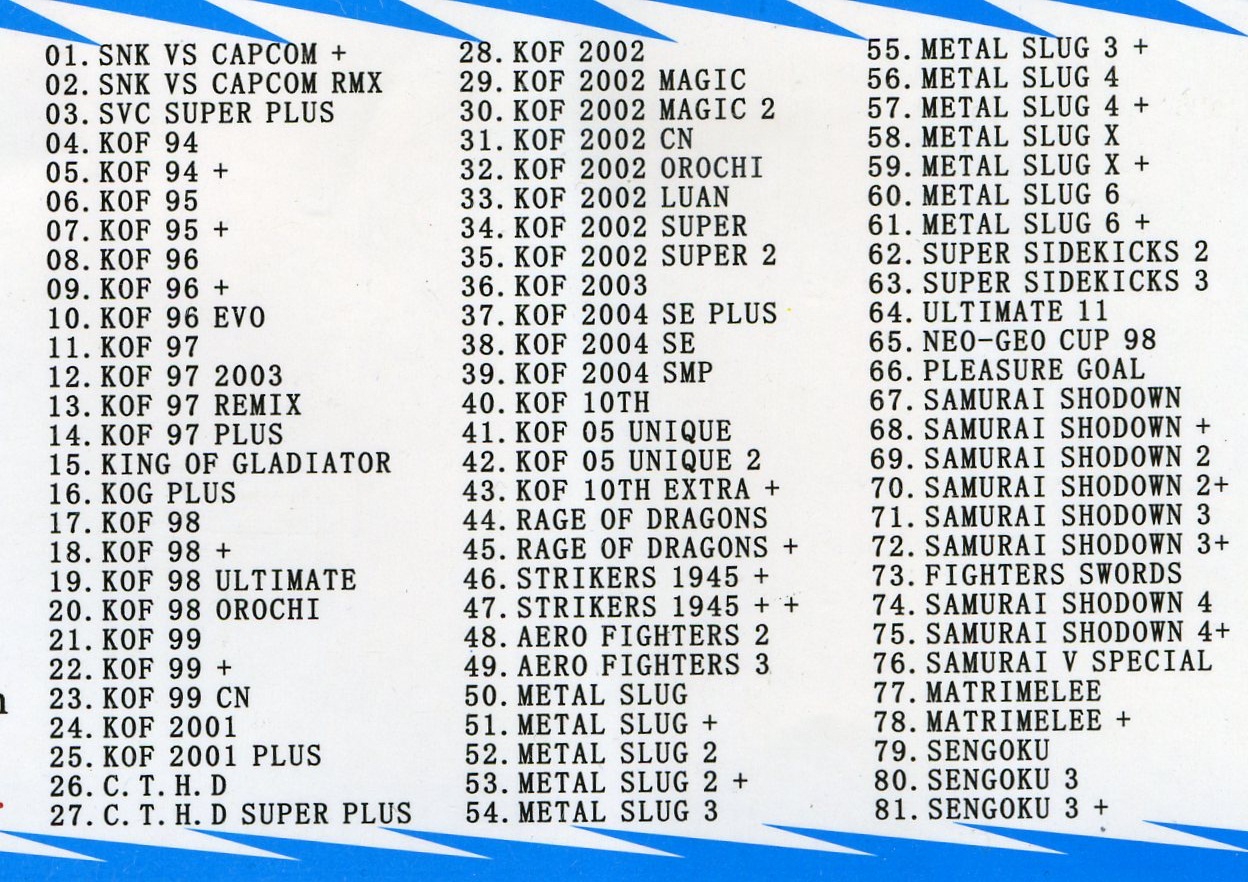 01. SNK VS CAPCOM +
02. SNK VS CAPCOM RMX
03. SVC SUPER PLUS
04. KOF 94
05. KOF 94 +
06. KOF 95
07. KOF 95 +
08. KOF 96
09. KOF 96 +
10. KOF 96 EVO
11. KOF 97
12. KOF 97 2003
13. KOF 97 REMIX
14. KOF 97 PLUS
15. KING OF GLADIATOR
16. KOG PLUS
17. KOF 98
18. KOF 98 +
19. KOF 98 ULTIMATE
20. KOF 98 OROCHI
21. KOF 99
22. KOF 99 +
23. KOF 99 CN
24. KOF 2001
25. KOF 2001 PLUS
26. C. T. H. D
27. C. T. H. D SUPER PLUS
28. KOF 2002
29. KOF 2002 MAGIC
30. KOF 2002 MAGIC 2
31. KOF 2002 CN
32. KOF 2002 OROCHI
33. KOF 2002 LUAN
34. KOF 2002 SUPER
35. KOF 2002 SUPER 2
36. KOF 2003
37. KOF 2004 SE PLUS
38. KOF 2004 SE
39. KOF 2004 SMP
40. KOF 10TH
41. KOF 05 UNIQUE
42. KOF 05 UNIQUE 2
43. KOF 10TH EXTRA +
44. RAGE OF DRAGONS
45. RAGE OF DRAGONS +
46. STRIKERS 1945 +
47. STRIKERS 1945 + +
48. AERO FIGHTERS 2
49. AERO FIGHTERS 3
50. METAL SLUG
51. METAL SLUG +
52. METAL SLUG 2
53. METAL SLUG 2 +
54. METAL SLUG 3
55. METAL SLUG 3 +
56. METAL SLUG 4
57. METAL SLUG 4 +
58. METAL SLUG X
59. METAL SLUG X +
60. METAL SLUG 6
61. METAL SLUG 6 +
62. SUPER SIDEKICKS 2
63. SUPER SIDEKICKS 3
64. ULTIMATE 11
65. NEO-GEO CUP 98
66. PLEASURE GOAL
67. SAMURAI SHODOWN
68. SAMURAI SHODOWN +
69. SAMURAI SHODOWN 2
70. SAMURAI SHODOWN 2+
71. SAMURAI SHODOWN 3
72. SAMURAI SHODOWN 3+
73. FIGHTERS SWORDS
74. SAMURAI SHODOWN 4
75. SAMURAI SHODOWN 4+
76. SAMURAI V SPECIAL
77. MATRIMELEE
78. MATRIMELEE +
79. SENGOKU
80. SENGOKU 3
81. SENGOKU 3 +